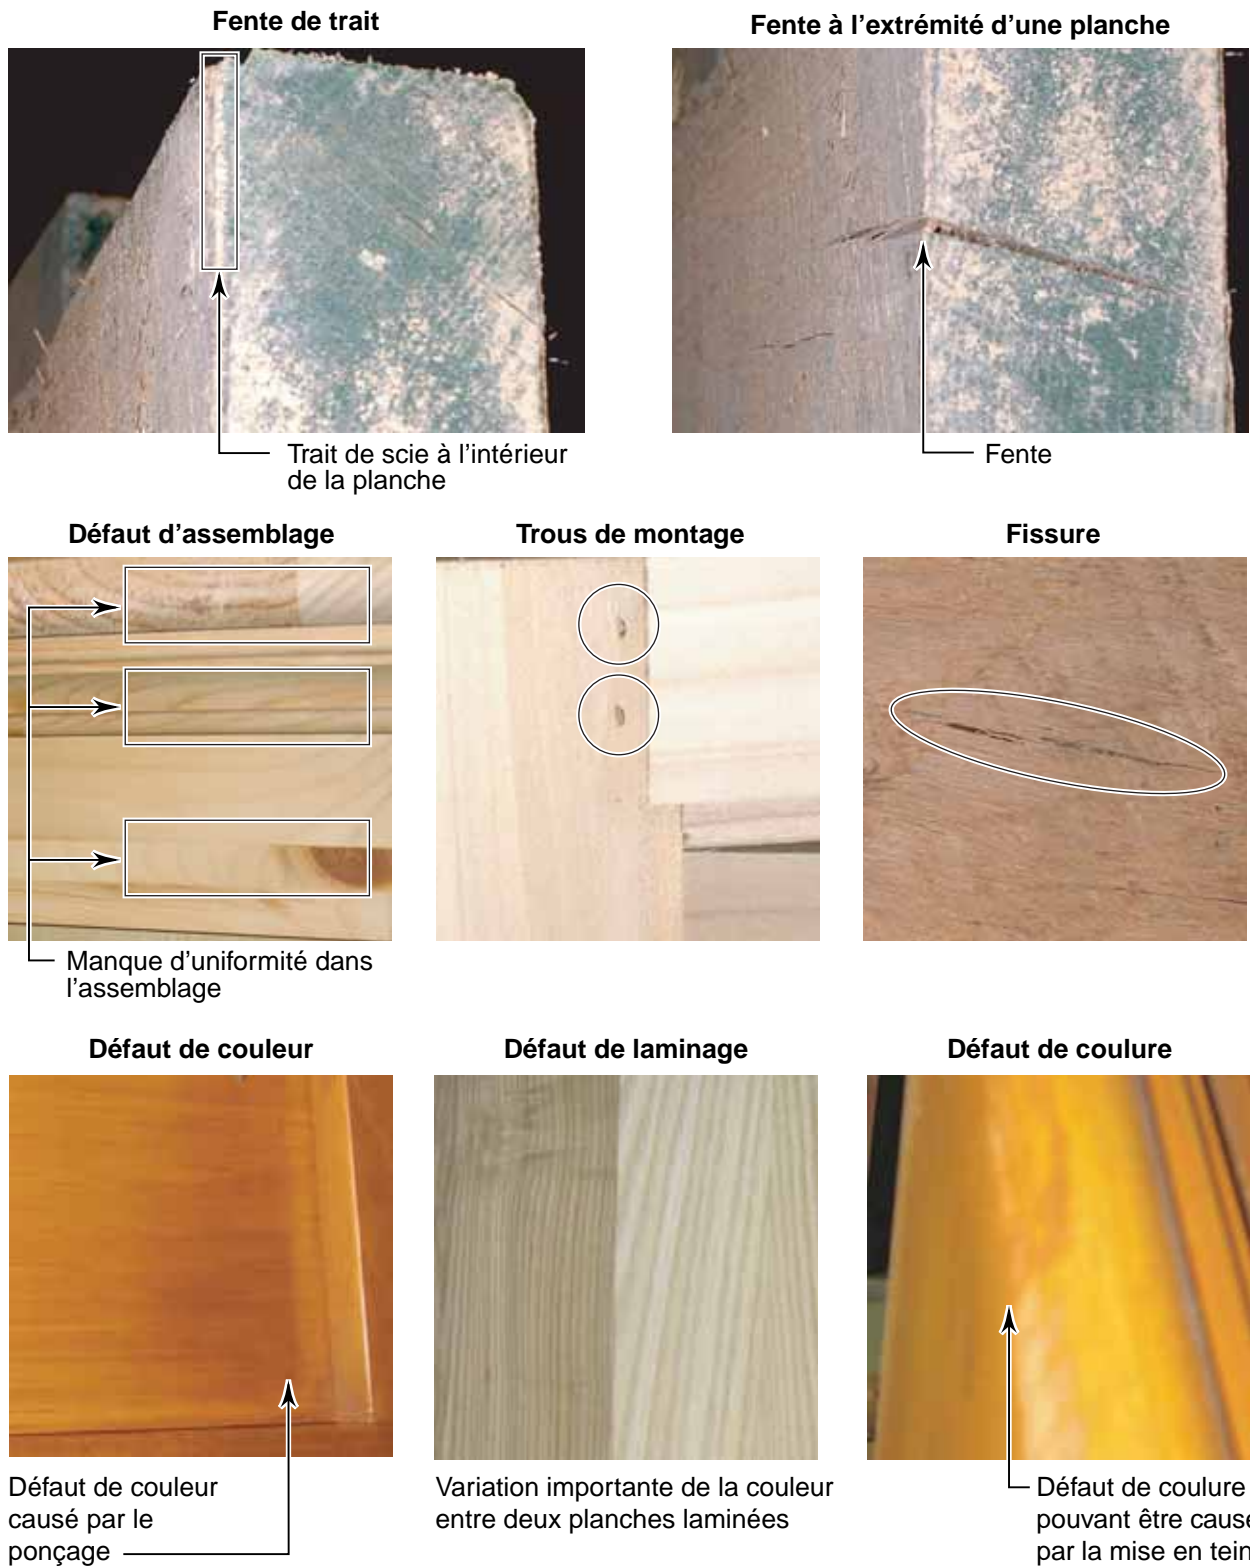 Fente de trait
Fente à l'extrémité d'une planche
Trait de scie à l'intérieur
de la planche
Fente
Défaut d'assemblage
Trous de montage
Fissure
Manque d'uniformité dans
l'assemblage
Défaut de couleur
Défaut de laminage
Défaut de coulure
Défaut de couleur
causé par le
ponçage
Variation importante de la couleur
entre deux planches laminées
Défaut de coulure
pouvant être
par la mise en